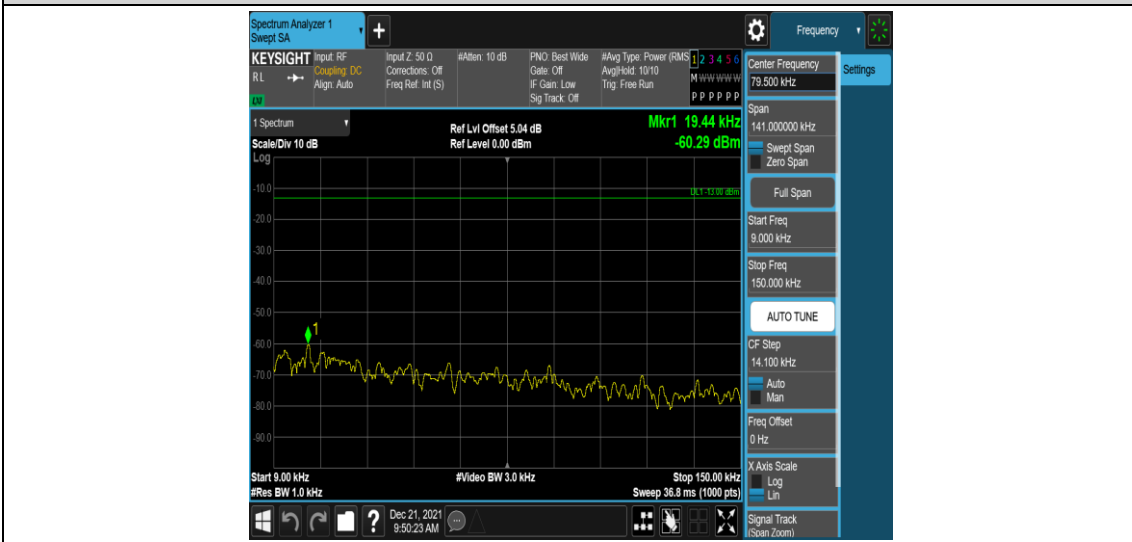 Spectrum Analyzer 1
Swept SA
+
Frequency
KEYSIGHT
R L
LXI
Input: RF
Coupling: DC
Align: Auto
Input Z: 50 Ω
Corrections: Off
Freq Ref: Int (S)
#Atten: 10 dB
PNO: Best Wide
Gate: Off
IF Gain: Low
Sig Track: Off
#Avg Type: Power (RMS
Avg|Hold: 10/10
Trig: Free Run
1 2 3 4 5 6
M W W W W W
P P P P P P
1 Spectrum
Scale/Div 10 dB
Log
Ref Lvl Offset 5.04 dB
Ref Level 0.00 dBm
Mkr1 19.44 kHz
-60.29 dBm
DL1 -13.00 dBm
-10.0
-20.0
-30.0
-40.0
-50.0
-60.0
-70.0
-80.0
-90.0
1
Start 9.00 kHz
#Res BW 1.0 kHz
#Video BW 3.0 kHz
Stop 150.00 kHz
Sweep 36.8 ms (1000 pts)
?
Dec 21, 2021
9:50:23 AM
Center Frequency
79.500 kHz
Settings
Span
141.000000 kHz
Swept Span
Zero Span
Full Span
Start Freq
9.000 kHz
Stop Freq
150.000 kHz
AUTO TUNE
CF Step
14.100 kHz
Auto
Man
Freq Offset
0 Hz
X Axis Scale
Log
Lin
Signal Track
(Span Zoom)